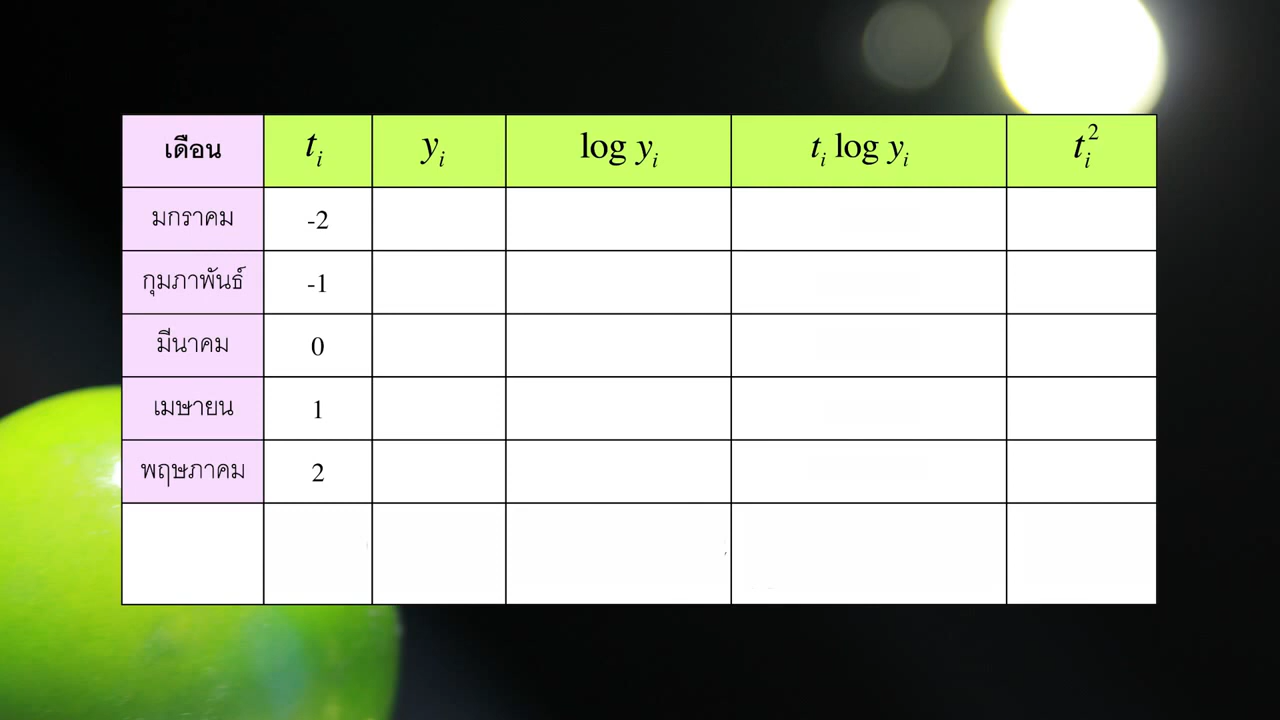 เดือน tᵢ yᵢ log yᵢ tᵢ log yᵢ tᵢ²
มกราคม -2
กุมภาพันธ์ -1
มีนาคม 0
เมษายน 1
พฤษภาคม 2